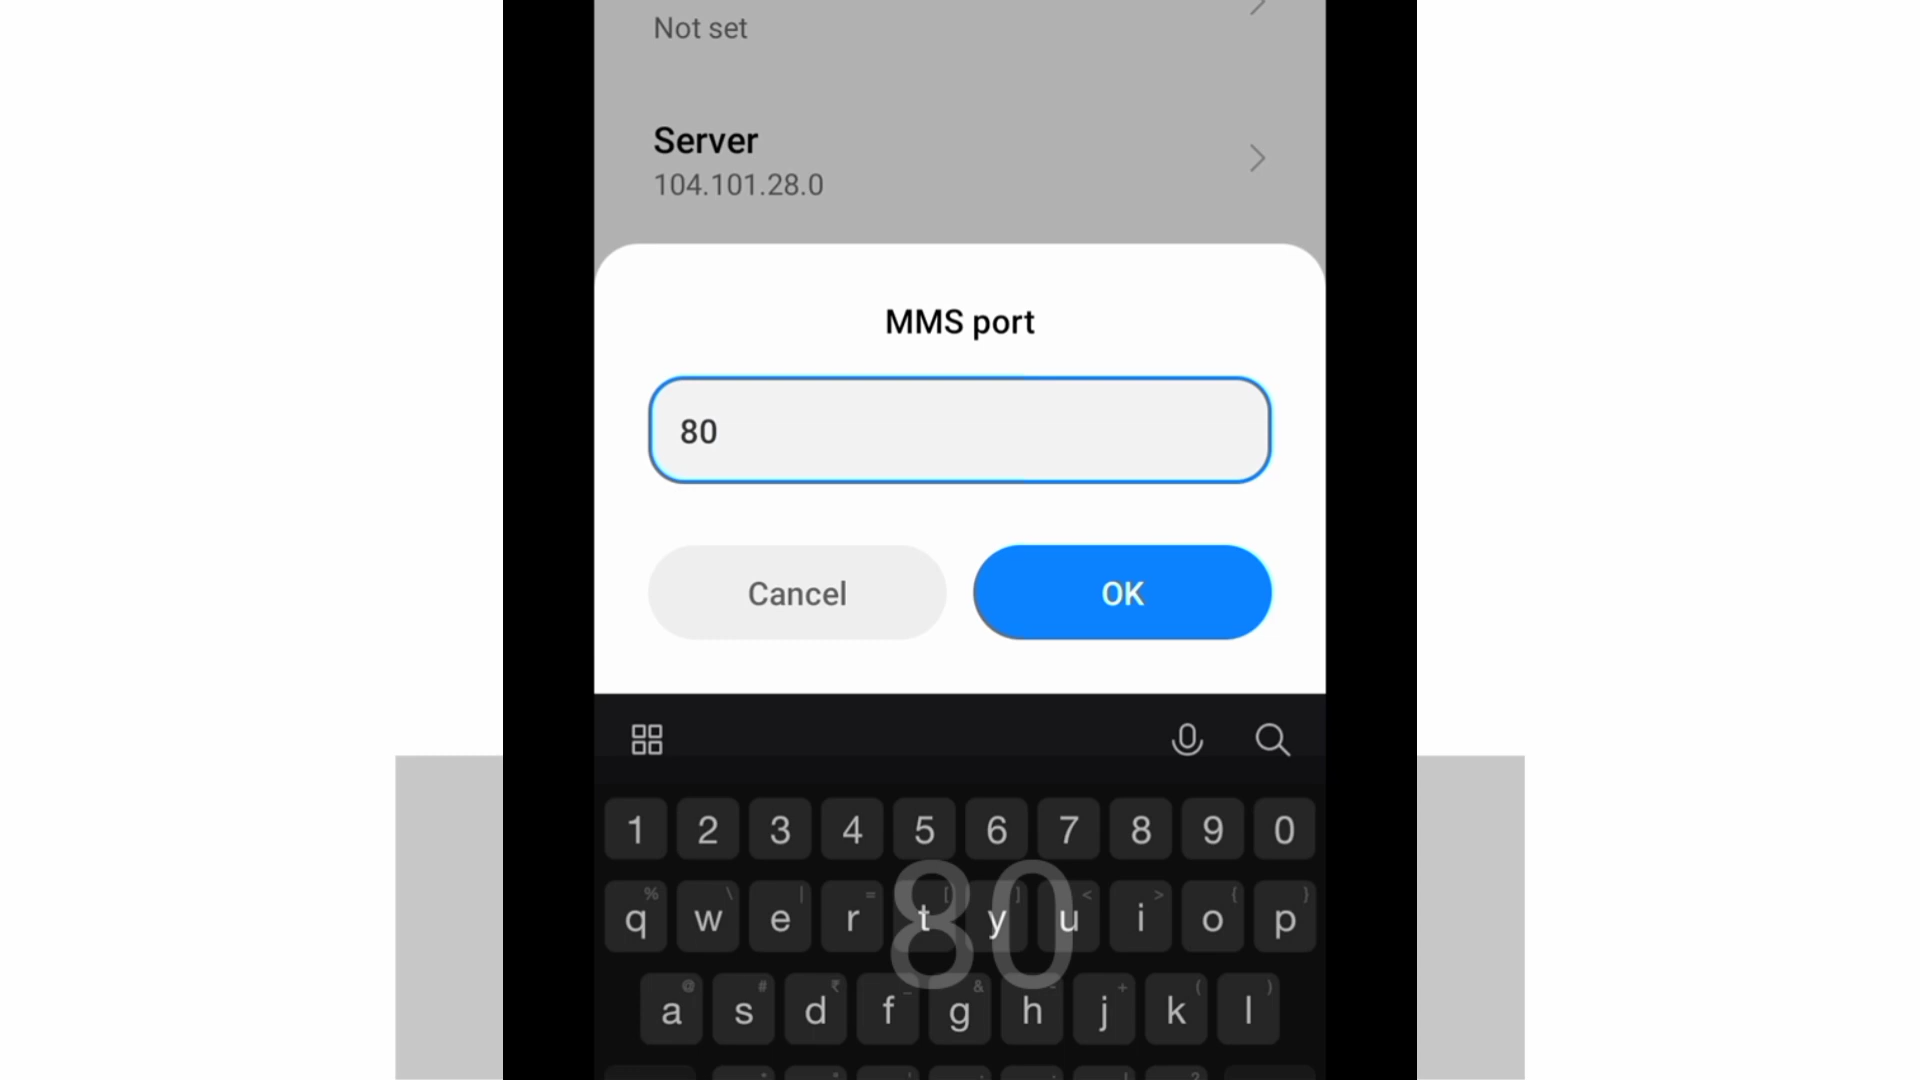 Not set
Server
104.101.28.0
MMS port
80
Cancel
OK
1 2 3 4 5 6 7 8 9 0
% \ | = [ ] < > { }
q w e r t y u i o p
80
@ # ₹ _ & - + ( )
a s d f g h j k l